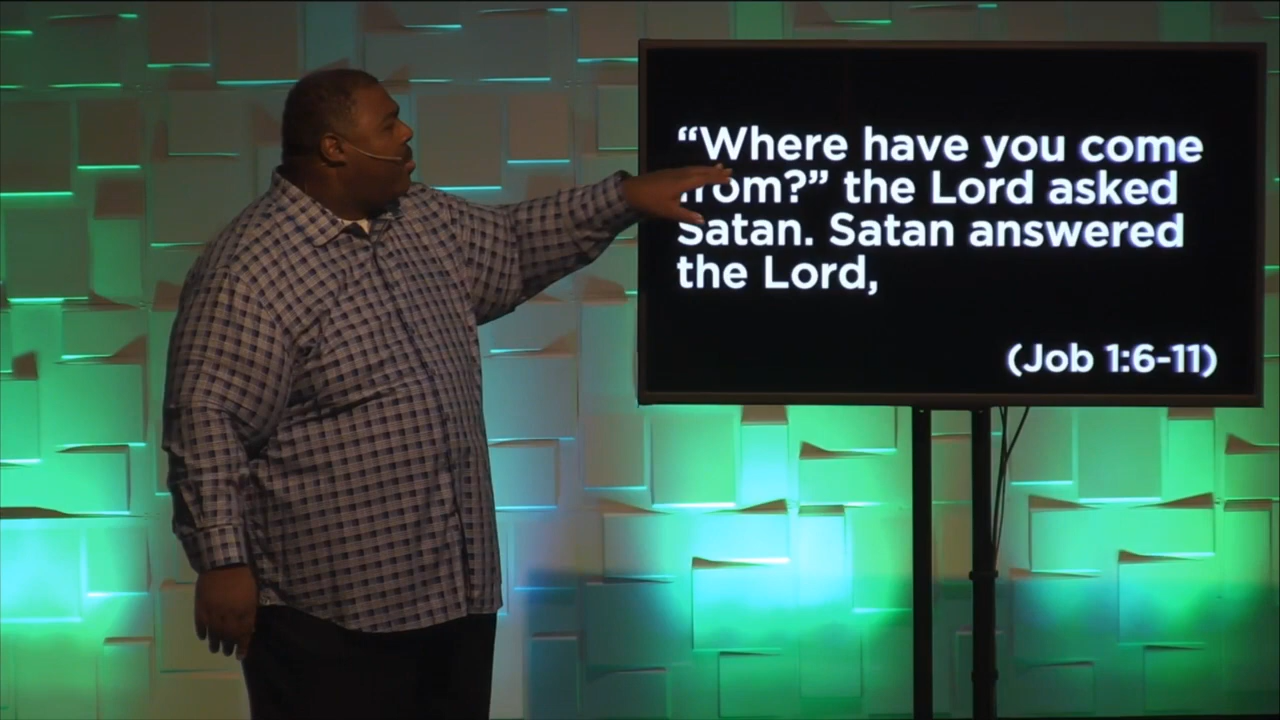 “Where have you come
from?” the Lord asked
Satan. Satan answered
the Lord,
(Job 1:6-11)